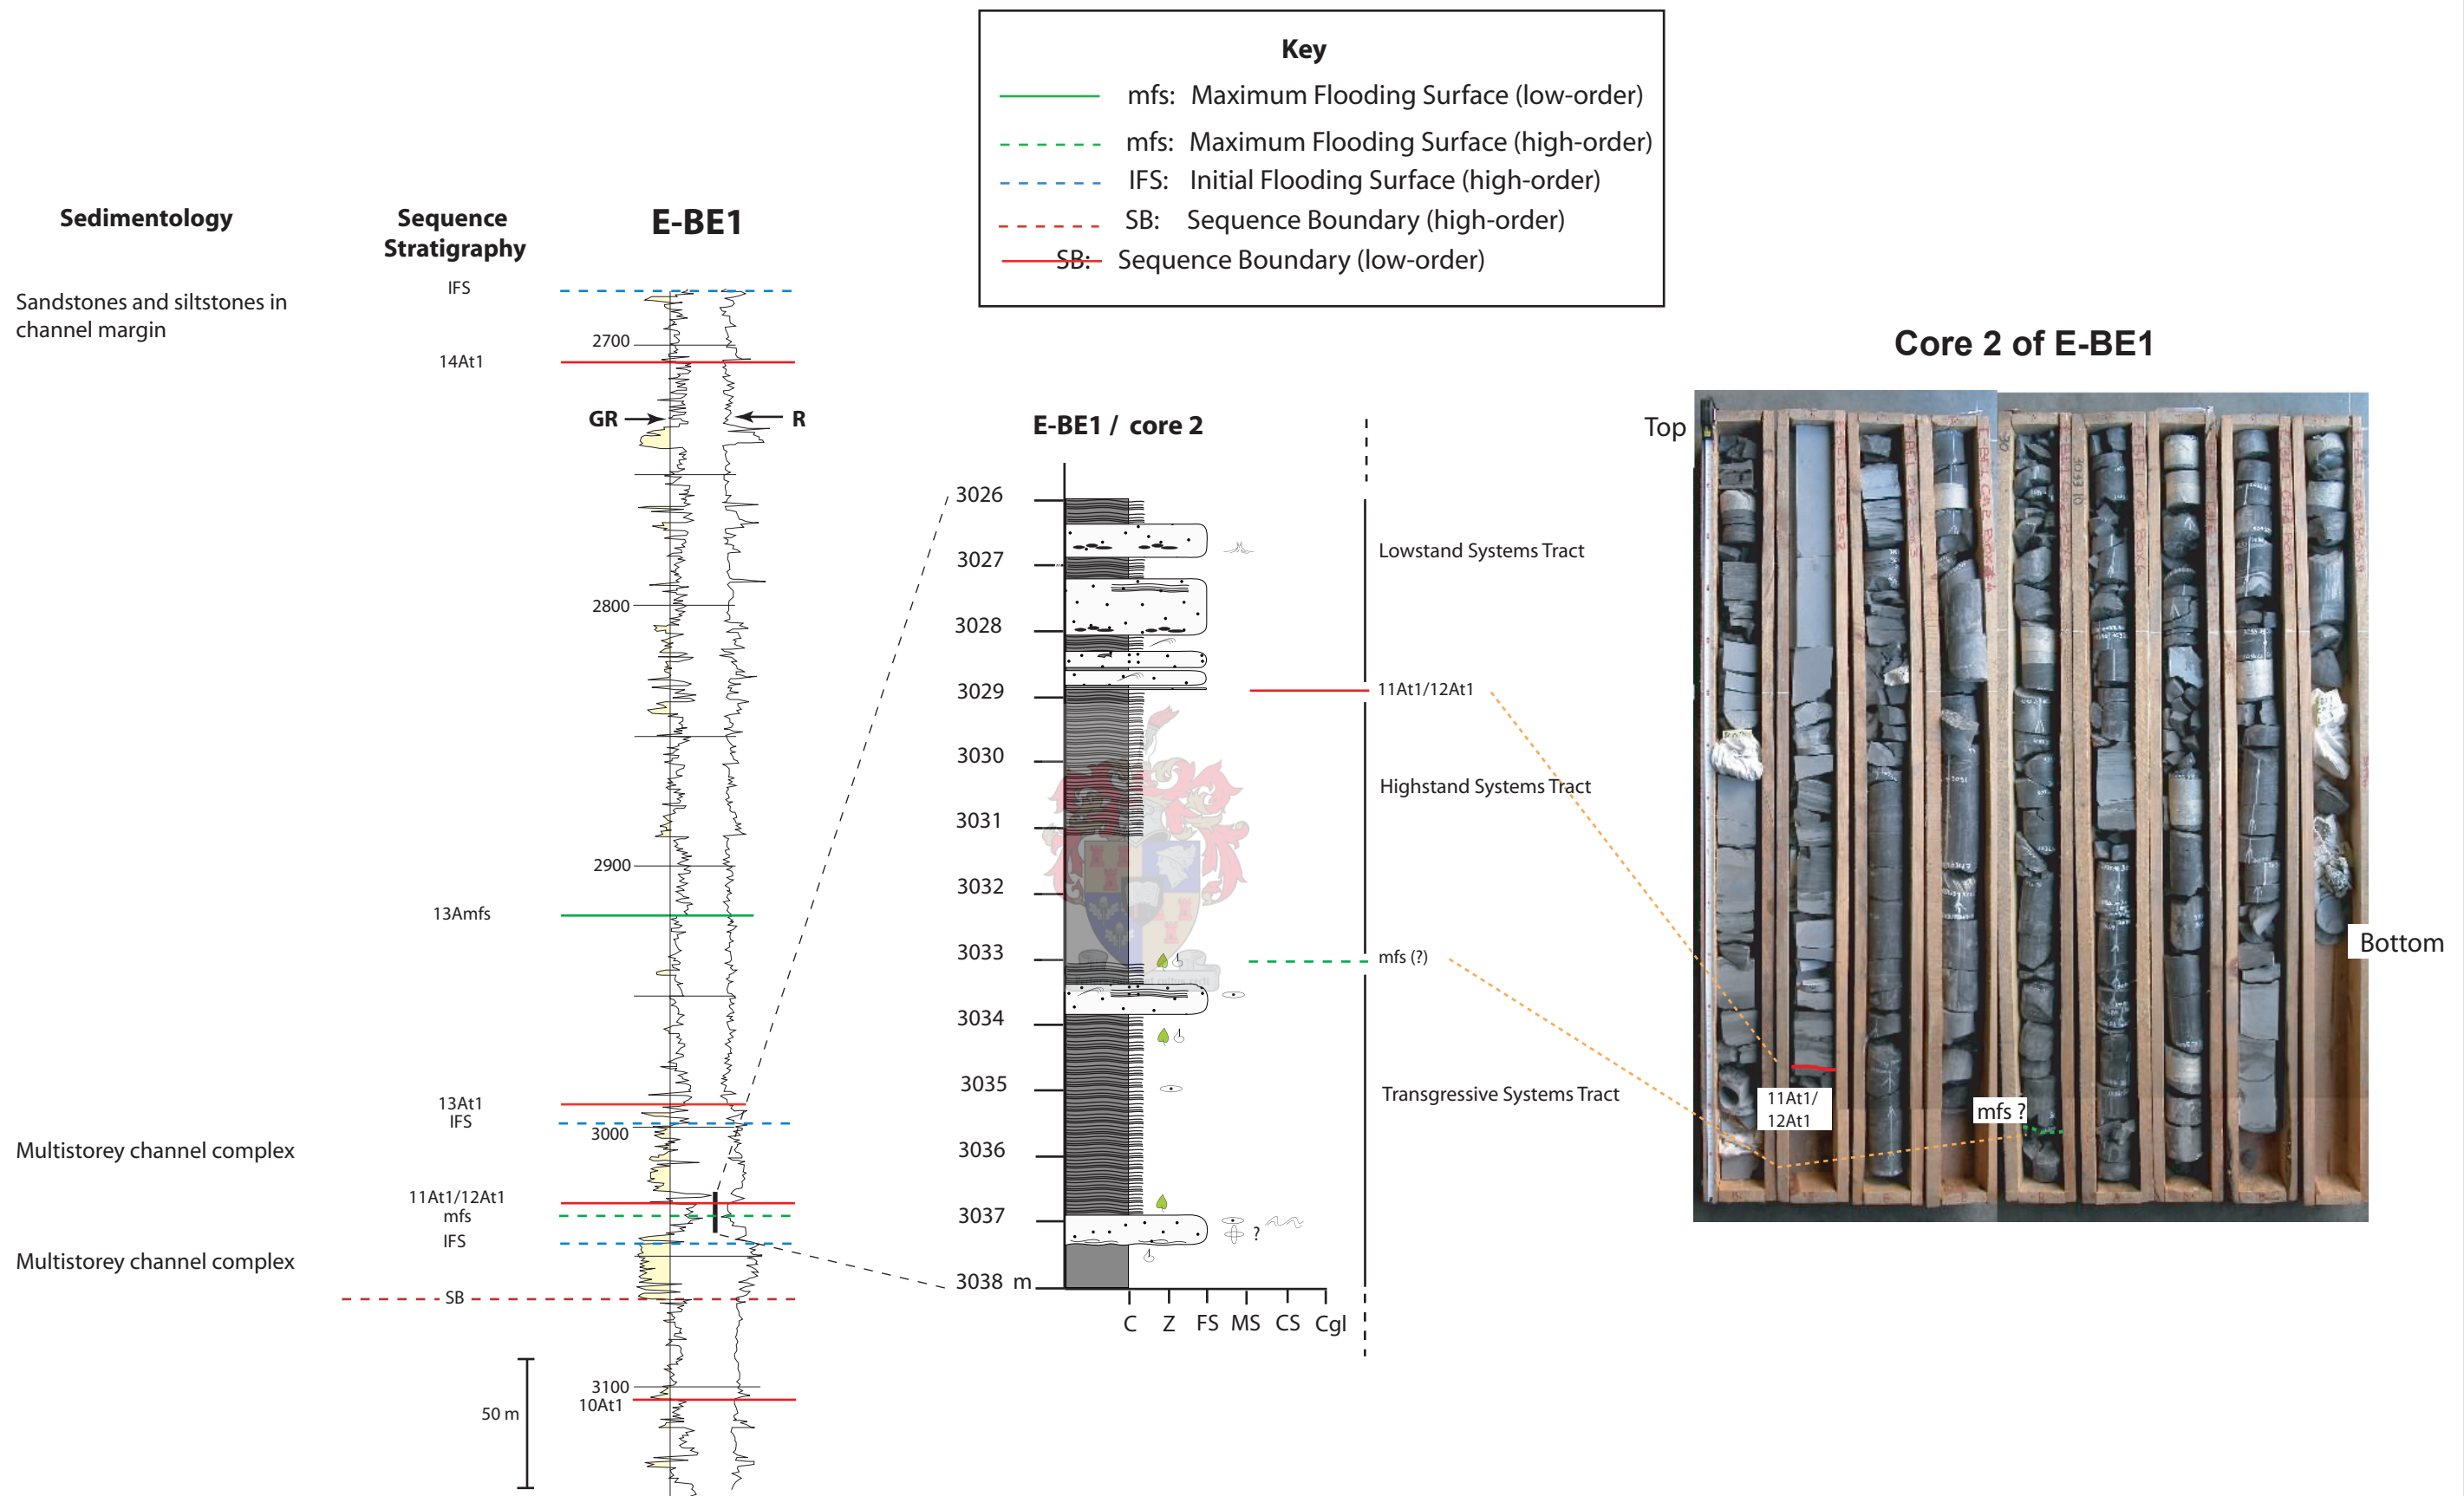 Key
mfs: Maximum Flooding Surface (low-order)
mfs: Maximum Flooding Surface (high-order)
IFS: Initial Flooding Surface (high-order)
SB: Sequence Boundary (high-order)
SB: Sequence Boundary (low-order)
Sedimentology
Sequence
Stratigraphy
E-BE1
Sandstones and siltstones in
channel margin
IFS
2700
14At1
GR
R
2800
2900
13Amfs
13At1
IFS
3000
Multistorey channel complex
11At1/12At1
mfs
IFS
Multistorey channel complex
SB
3100
10At1
50 m
E-BE1 / core 2
3026
3027
3028
3029
3030
3031
3032
3033
3034
3035
3036
3037
3038 m
?
C Z FS MS CS Cgl
Lowstand Systems Tract
11At1/12At1
Highstand Systems Tract
mfs (?)
Transgressive Systems Tract
Core 2 of E-BE1
Top
11At1/
12At1
mfs ?
Bottom